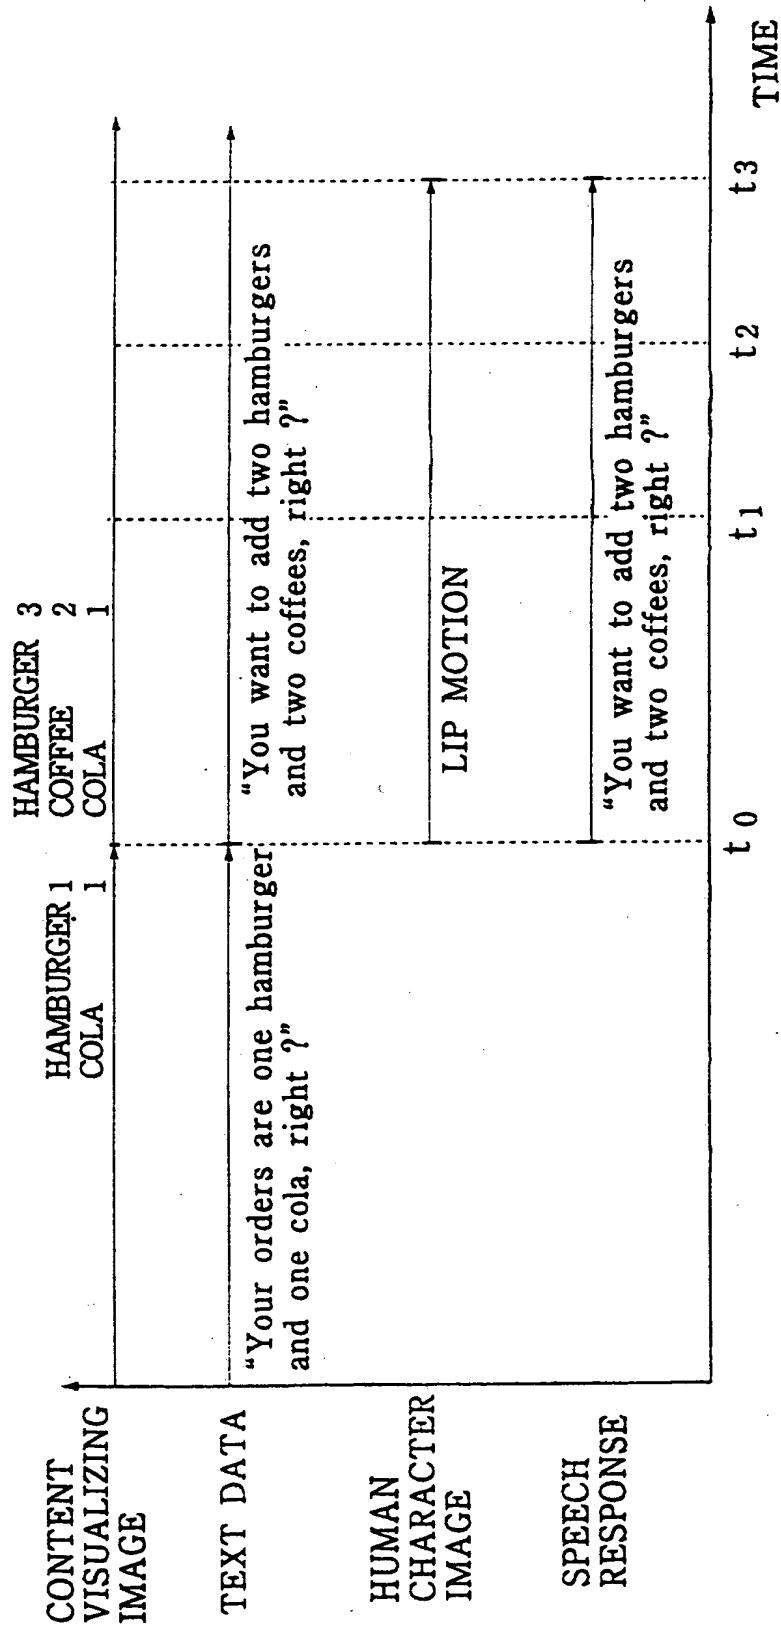 CONTENT
VISUALIZING
IMAGE
HAMBURGER 1
COLA 1
HAMBURGER 3
COFFEE 2
COLA 1
TEXT DATA
“Your orders are one hamburger
and one cola, right ?”
“You want to add two hamburgers
and two coffees, right ?”
HUMAN
CHARACTER
IMAGE
LIP MOTION
SPEECH
RESPONSE
“You want to add two hamburgers
and two coffees, right ?”
t0 t1 t2 t3 TIME